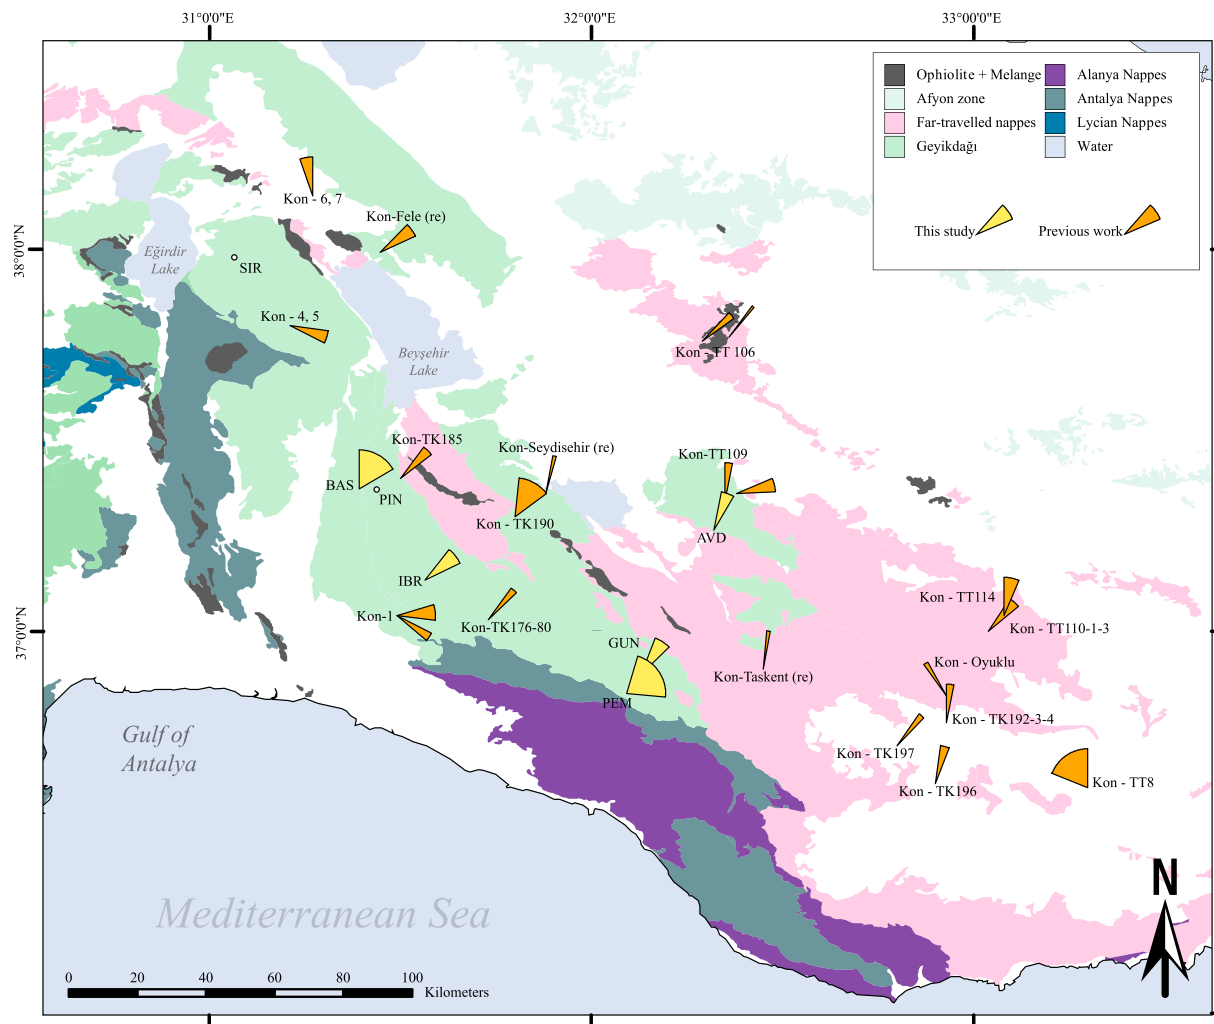 31°0'0"E
32°0'0"E
33°0'0"E
38°0'0"N
37°0'0"N
Ophiolite + Melange
Afyon zone
Far-travelled nappes
Geyikdağı
Alanya Nappes
Antalya Nappes
Lycian Nappes
Water
This study
Previous work
Kon - 6, 7
Kon-Fele (re)
Eğirdir
Lake
SIR
Kon - 4, 5
Beyşehir
Lake
Kon - TT 106
Kon-TK185
Kon-Seydisehir (re)
Kon-TT109
BAS
PIN
Kon - TK190
AVD
IBR
Kon - TT114
Kon-1
Kon-TK176-80
Kon - TT110-1-3
GUN
Kon - Oyuklu
Kon-Taskent (re)
PEM
Kon - TK192-3-4
Gulf of
Antalya
Kon - TK197
Kon - TT8
Kon - TK196
N
Mediterranean Sea
0 20 40 60 80 100
Kilometers